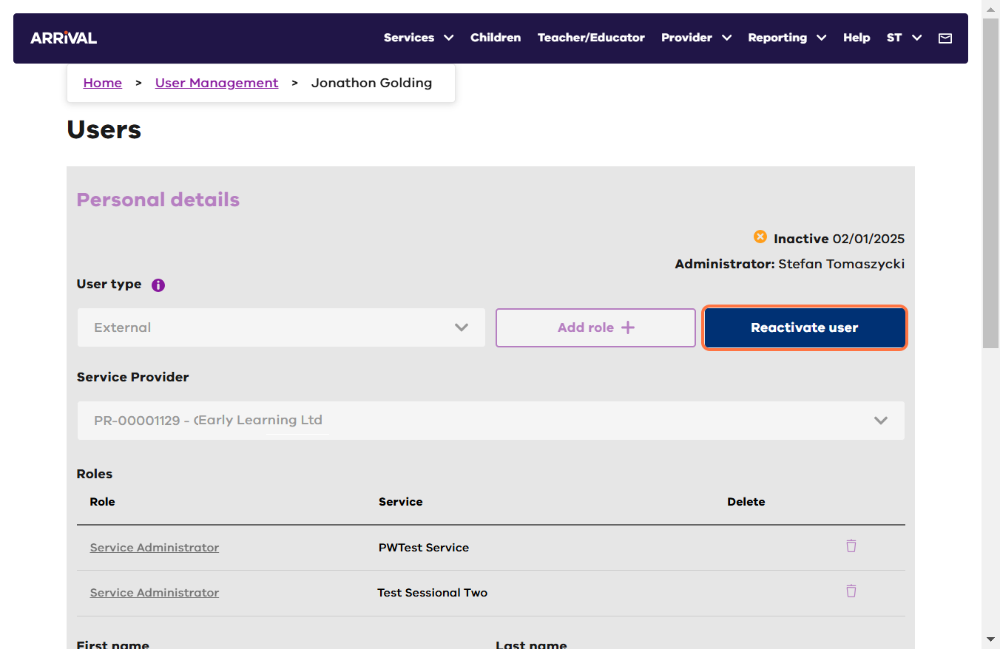 ARRiVAL Services Children Teacher/Educator Provider Reporting Help ST
Home > User Management > Jonathon Golding
Users
Personal details
Inactive 02/01/2025
Administrator: Stefan Tomaszycki
User type i
External Add role + Reactivate user
Service Provider
PR-00001129 - (Early Learning Ltd
Roles
Role Service Delete
Service Administrator PWTest Service
Service Administrator Test Sessional Two
First name Last name